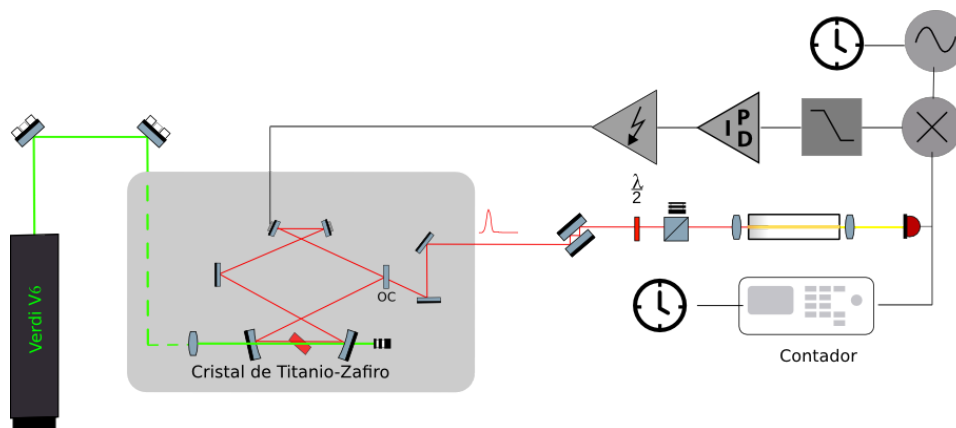 Verdi V6
I
P
D
λ
2
OC
Cristal de Titanio-Zafiro
Contador